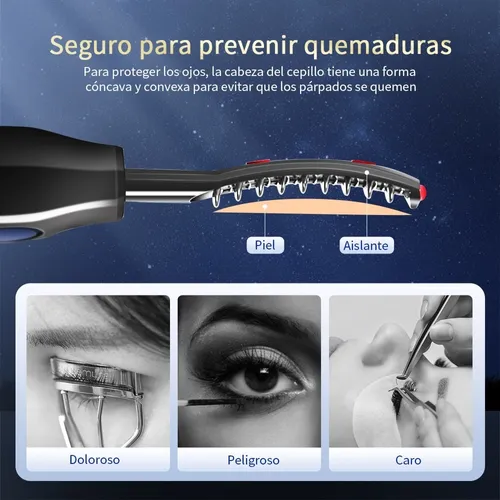 Seguro para prevenir quemaduras
Para proteger los ojos, la cabeza del cepillo tiene una forma
cóncava y convexa para evitar que los párpados se quemen
Piel
Aislante
Doloroso
Peligroso
Caro